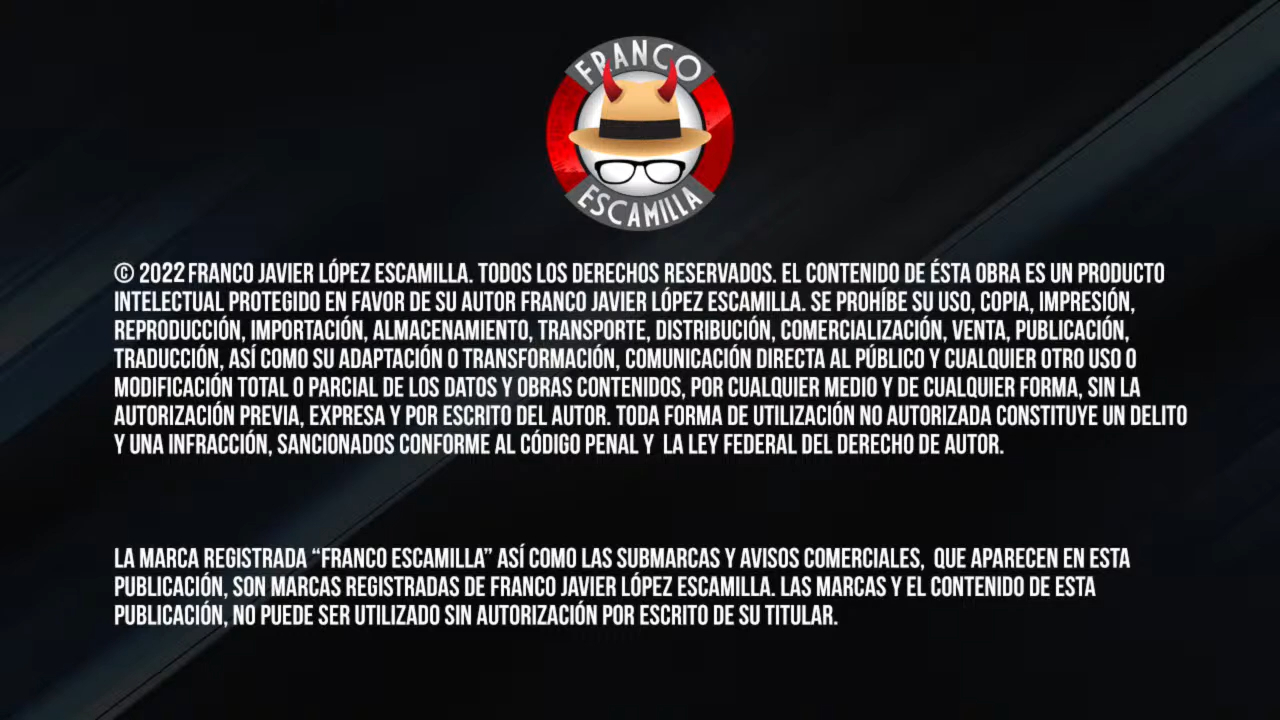 FRANCO
ESCAMILLA
© 2022 FRANCO JAVIER LÓPEZ ESCAMILLA. TODOS LOS DERECHOS RESERVADOS. EL CONTENIDO DE ÉSTA OBRA ES UN PRODUCTO
INTELECTUAL PROTEGIDO EN FAVOR DE SU AUTOR FRANCO JAVIER LÓPEZ ESCAMILLA. SE PROHÍBE SU USO, COPIA, IMPRESIÓN,
REPRODUCCIÓN, IMPORTACIÓN, ALMACENAMIENTO, TRANSPORTE, DISTRIBUCIÓN, COMERCIALIZACIÓN, VENTA, PUBLICACIÓN,
TRADUCCIÓN, ASÍ COMO SU ADAPTACIÓN O TRANSFORMACIÓN, COMUNICACIÓN DIRECTA AL PÚBLICO Y CUALQUIER OTRO USO O
MODIFICACIÓN TOTAL O PARCIAL DE LOS DATOS Y OBRAS CONTENIDOS, POR CUALQUIER MEDIO Y DE CUALQUIER FORMA, SIN LA
AUTORIZACIÓN PREVIA, EXPRESA Y POR ESCRITO DEL AUTOR. TODA FORMA DE UTILIZACIÓN NO AUTORIZADA CONSTITUYE UN DELITO
Y UNA INFRACCIÓN, SANCIONADOS CONFORME AL CÓDIGO PENAL Y LA LEY FEDERAL DEL DERECHO DE AUTOR.
LA MARCA REGISTRADA “FRANCO ESCAMILLA” ASÍ COMO LAS SUBMARCAS Y AVISOS COMERCIALES, QUE APARECEN EN ESTA
PUBLICACIÓN, SON MARCAS REGISTRADAS DE FRANCO JAVIER LÓPEZ ESCAMILLA. LAS MARCAS Y EL CONTENIDO DE ESTA
PUBLICACIÓN, NO PUEDE SER UTILIZADO SIN AUTORIZACIÓN POR ESCRITO DE SU TITULAR.